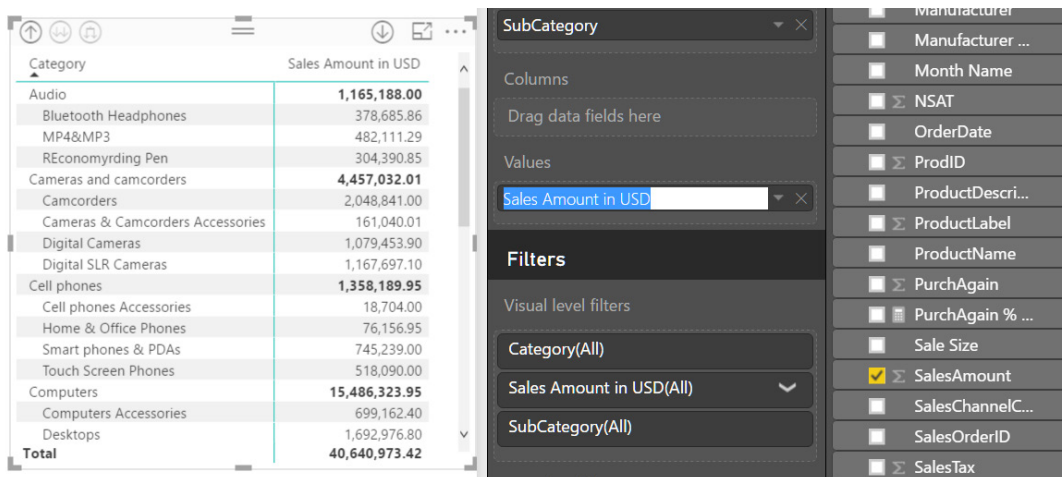 Category Sales Amount in USD
Audio 1,165,188.00
Bluetooth Headphones 378,685.86
MP4&MP3 482,111.29
REconomyrding Pen 304,390.85
Cameras and camcorders 4,457,032.01
Camcorders 2,048,841.00
Cameras & Camcorders Accessories 161,040.01
Digital Cameras 1,079,453.90
Digital SLR Cameras 1,167,697.10
Cell phones 1,358,189.95
Cell phones Accessories 18,704.00
Home & Office Phones 76,156.95
Smart phones & PDAs 745,239.00
Touch Screen Phones 518,090.00
Computers 15,486,323.95
Computers Accessories 699,162.40
Desktops 1,692,976.80
Total 40,640,973.42
SubCategory
Columns
Drag data fields here
Values
Sales Amount in USD
Filters
Visual level filters
Category(All)
Sales Amount in USD(All)
SubCategory(All)
Manufacturer
Manufacturer ...
Month Name
Σ NSAT
OrderDate
Σ ProdID
ProductDescri...
Σ ProductLabel
ProductName
Σ PurchAgain
PurchAgain % ...
Sale Size
Σ SalesAmount
SalesChannelC...
SalesOrderID
Σ SalesTax